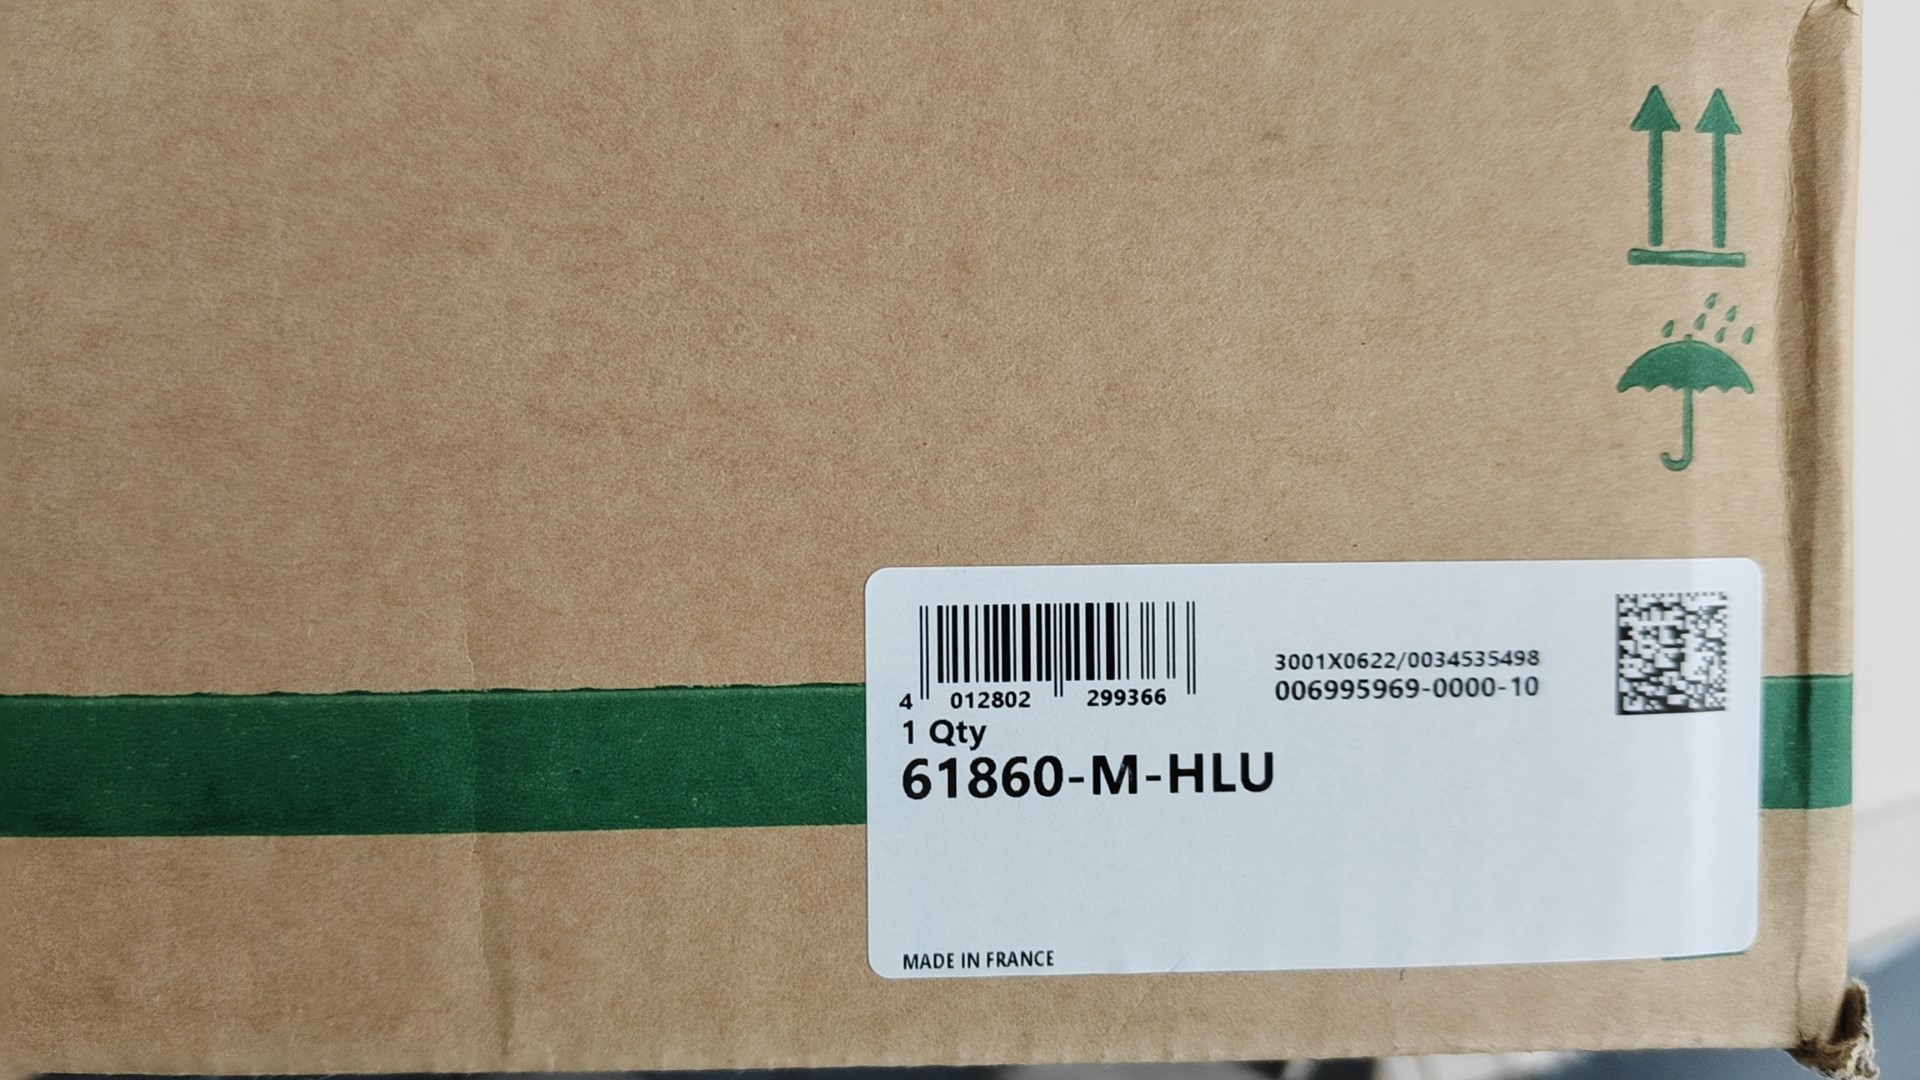 4 012802 299366
3001X0622/0034535498
006995969-0000-10
1 Qty
61860-M-HLU
MADE IN FRANCE